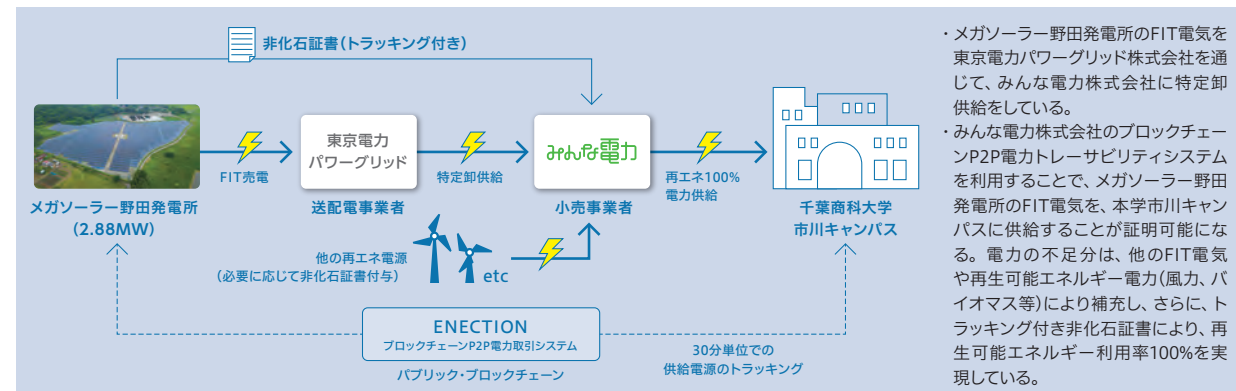 非化石証書(トラッキング付き)
メガソーラー野田発電所
(2.88MW)
FIT売電
東京電力
パワーグリッド
送配電事業者
特定卸供給
みんな電力
小売事業者
再エネ100%
電力供給
千葉商科大学
市川キャンパス
他の再エネ電源
(必要に応じて非化石証書付与)
etc
ENECTION
ブロックチェーンP2P電力取引システム
パブリック・ブロックチェーン
30分単位での
供給電源のトラッキング
・メガソーラー野田発電所のFIT電気を
東京電力パワーグリッド株式会社を通
じて、みんな電力株式会社に特定卸
供給をしている。
・みんな電力株式会社のブロックチェー
ンP2P電力トレーサビリティシステム
を利用することで、メガソーラー野田
発電所のFIT電気を、本学市川キャン
パスに供給することが証明可能にな
る。電力の不足分は、他のFIT電気
や再生可能エネルギー電力(風力、バ
イオマス等)により補充し、さらに、ト
ラッキング付き非化石証書により、再
生可能エネルギー利用率100%を実
現している。